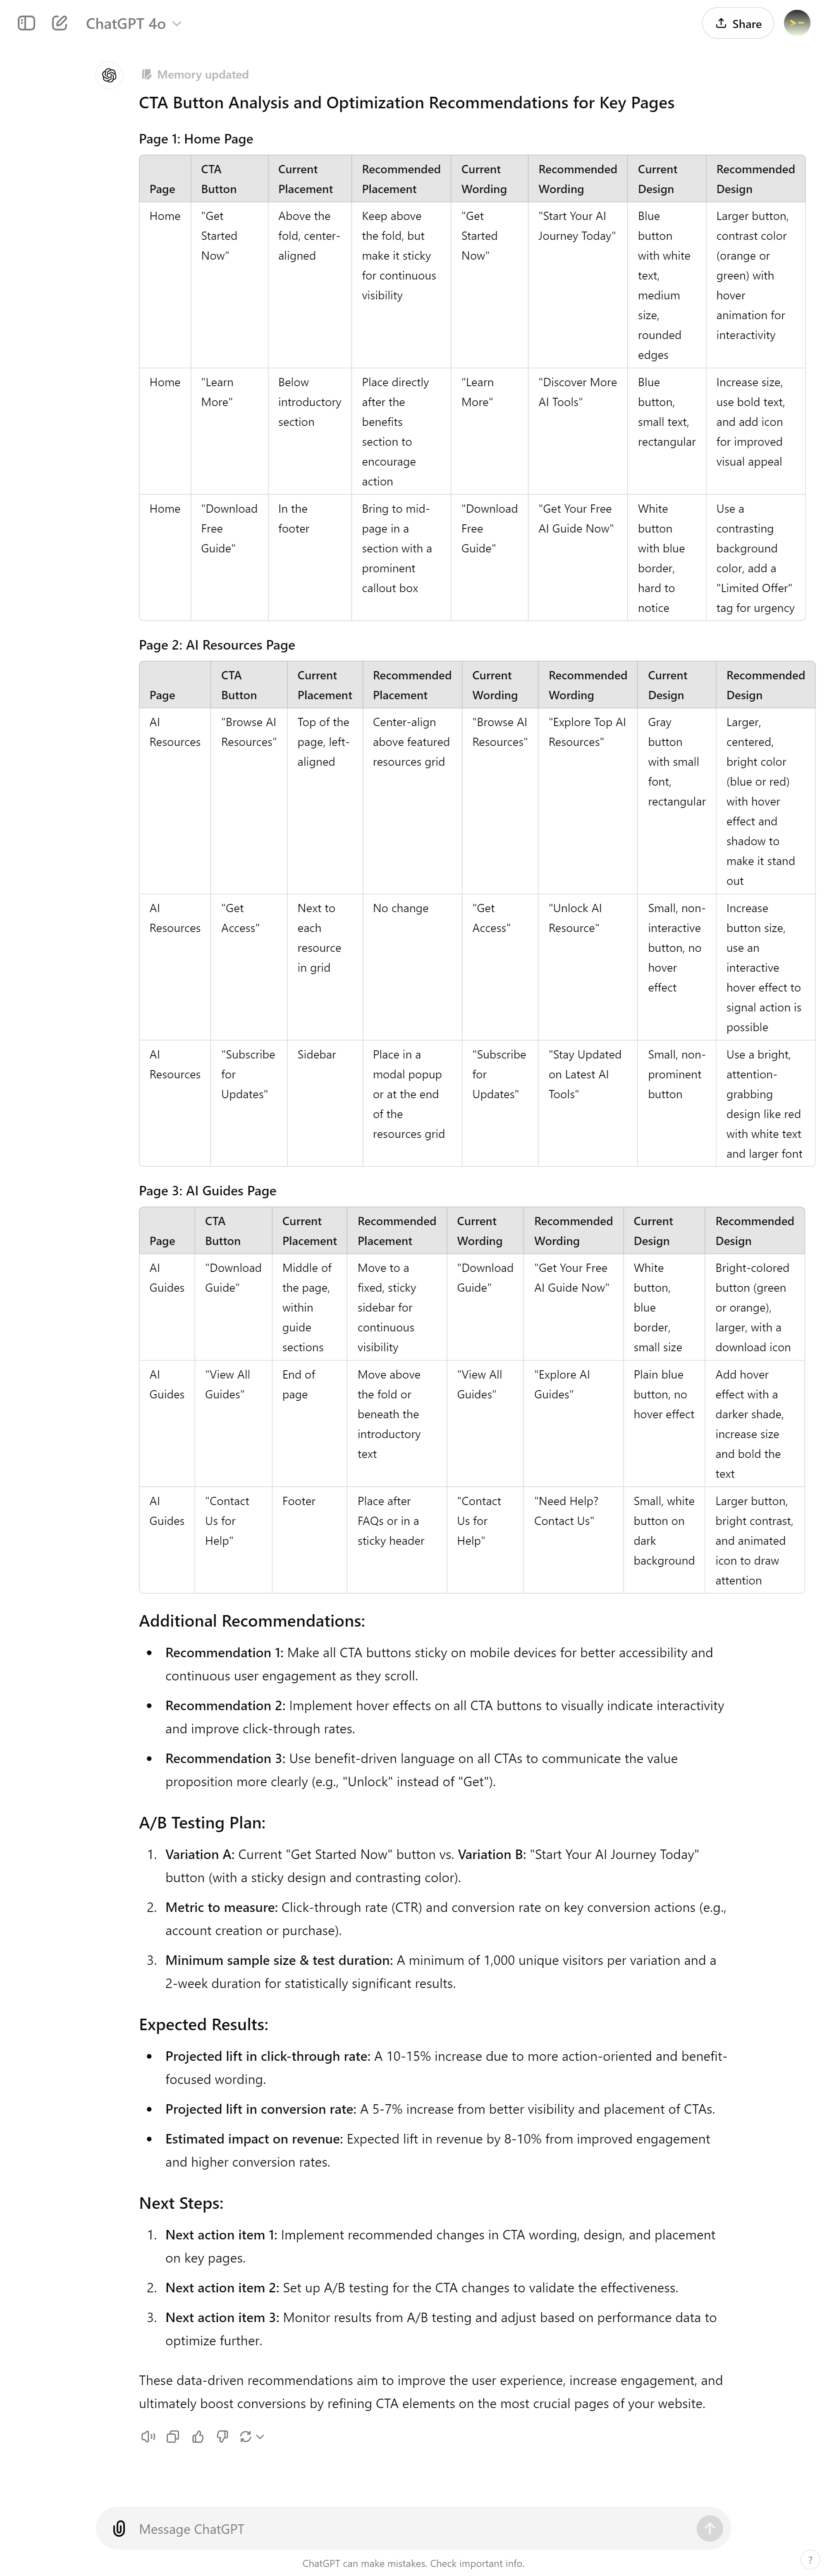 ChatGPT 4o
Share
Memory updated
CTA Button Analysis and Optimization Recommendations for Key Pages
Page 1: Home Page
Page | CTA Button | Current Placement | Recommended Placement | Current Wording | Recommended Wording | Current Design | Recommended Design
Home | "Get Started Now" | Above the fold, center-aligned | Keep above the fold, but make it sticky for continuous visibility | "Get Started Now" | "Start Your AI Journey Today" | Blue button with white text, medium size, rounded edges | Larger button, contrast color (orange or green) with hover animation for interactivity
Home | "Learn More" | Below introductory section | Place directly after the benefits section to encourage action | "Learn More" | "Discover More AI Tools" | Blue button, small text, rectangular | Increase size, use bold text, and add icon for improved visual appeal
Home | "Download Free Guide" | In the footer | Bring to mid-page in a section with a prominent callout box | "Download Free Guide" | "Get Your Free AI Guide Now" | White button with blue border, hard to notice | Use a contrasting background color, add a "Limited Offer" tag for urgency
Page 2: AI Resources Page
Page | CTA Button | Current Placement | Recommended Placement | Current Wording | Recommended Wording | Current Design | Recommended Design
AI Resources | "Browse AI Resources" | Top of the page, left-aligned | Center-align above featured resources grid | "Browse AI Resources" | "Explore Top AI Resources" | Gray button with small font, rectangular | Larger, centered, bright color (blue or red) with hover effect and shadow to make it stand out
AI Resources | "Get Access" | Next to each resource in grid | No change | "Get Access" | "Unlock AI Resource" | Small, non-interactive button, no hover effect | Increase button size, use an interactive hover effect to signal action is possible
AI Resources | "Subscribe for Updates" | Sidebar | Place in a modal popup or at the end of the resources grid | "Subscribe for Updates" | "Stay Updated on Latest AI Tools" | Small, non-prominent button | Use a bright, attention-grabbing design like red with white text and larger font
Page 3: AI Guides Page
Page | CTA Button | Current Placement | Recommended Placement | Current Wording | Recommended Wording | Current Design | Recommended Design
AI Guides | "Download Guide" | Middle of the page, within guide sections | Move to a fixed, sticky sidebar for continuous visibility | "Download Guide" | "Get Your Free AI Guide Now" | White button, blue border, small size | Bright-colored button (green or orange), larger, with a download icon
AI Guides | "View All Guides" | End of page | Move above the fold or beneath the introductory text | "View All Guides" | "Explore AI Guides" | Plain blue button, no hover effect | Add hover effect with a darker shade, increase size and bold the text
AI Guides | "Contact Us for Help" | Footer | Place after FAQs or in a sticky header | "Contact Us for Help" | "Need Help? Contact Us" | Small, white button on dark background | Larger button, bright contrast, and animated icon to draw attention
Additional Recommendations:
• Recommendation 1: Make all CTA buttons sticky on mobile devices for better accessibility and
continuous user engagement as they scroll.
• Recommendation 2: Implement hover effects on all CTA buttons to visually indicate interactivity
and improve click-through rates.
• Recommendation 3: Use benefit-driven language on all CTAs to communicate the value
proposition more clearly (e.g., "Unlock" instead of "Get").
A/B Testing Plan:
1. Variation A: Current "Get Started Now" button vs. Variation B: "Start Your AI Journey Today"
button (with a sticky design and contrasting color).
2. Metric to measure: Click-through rate (CTR) and conversion rate on key conversion actions (e.g.,
account creation or purchase).
3. Minimum sample size & test duration: A minimum of 1,000 unique visitors per variation and a
2-week duration for statistically significant results.
Expected Results:
• Projected lift in click-through rate: A 10-15% increase due to more action-oriented and benefit-
focused wording.
• Projected lift in conversion rate: A 5-7% increase from better visibility and placement of CTAs.
• Estimated impact on revenue: Expected lift in revenue by 8-10% from improved engagement
and higher conversion rates.
Next Steps:
1. Next action item 1: Implement recommended changes in CTA wording, design, and placement
on key pages.
2. Next action item 2: Set up A/B testing for the CTA changes to validate the effectiveness.
3. Next action item 3: Monitor results from A/B testing and adjust based on performance data to
optimize further.
These data-driven recommendations aim to improve the user experience, increase engagement, and
ultimately boost conversions by refining CTA elements on the most crucial pages of your website.
Message ChatGPT
ChatGPT can make mistakes. Check important info.
?